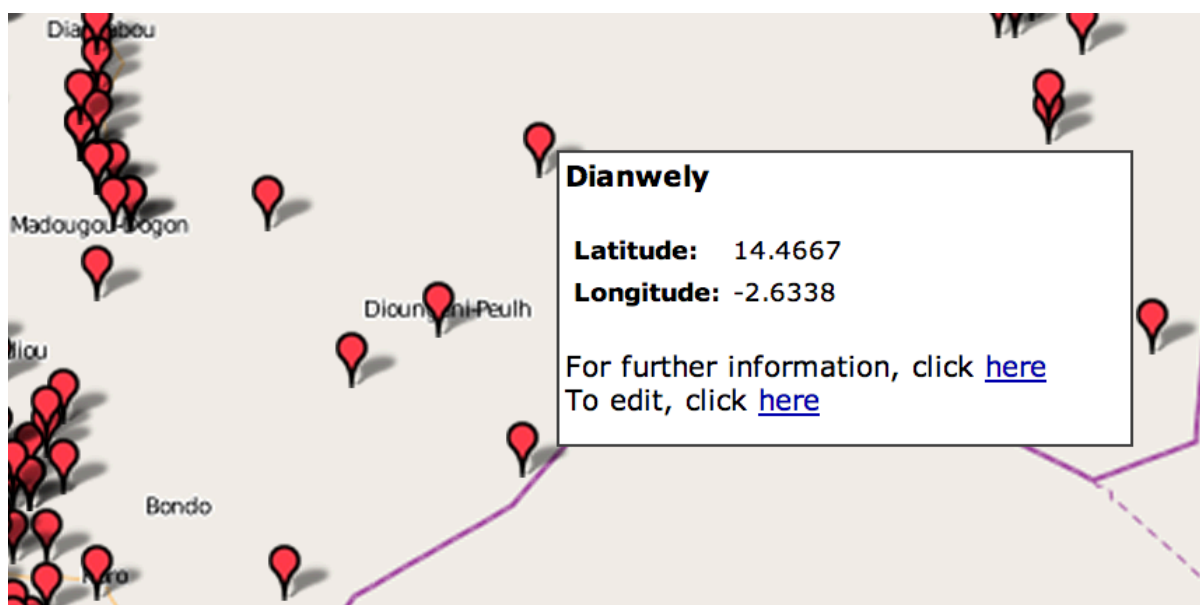 Madougou-Dogon
Dianwely
Latitude: 14.4667
Longitude: -2.6338
For further information, click here
To edit, click here
Bondo